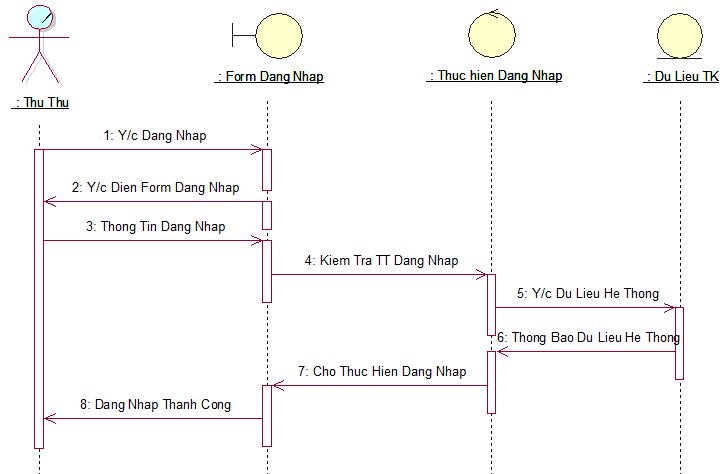 : Thu Thu
: Form Dang Nhap
: Thuc hien Dang Nhap
: Du Lieu TK
1: Y/c Dang Nhap
2: Y/c Dien Form Dang Nhap
3: Thong Tin Dang Nhap
4: Kiem Tra TT Dang Nhap
5: Y/c Du Lieu He Thong
6: Thong Bao Du Lieu He Thong
7: Cho Thuc Hien Dang Nhap
8: Dang Nhap Thanh Cong